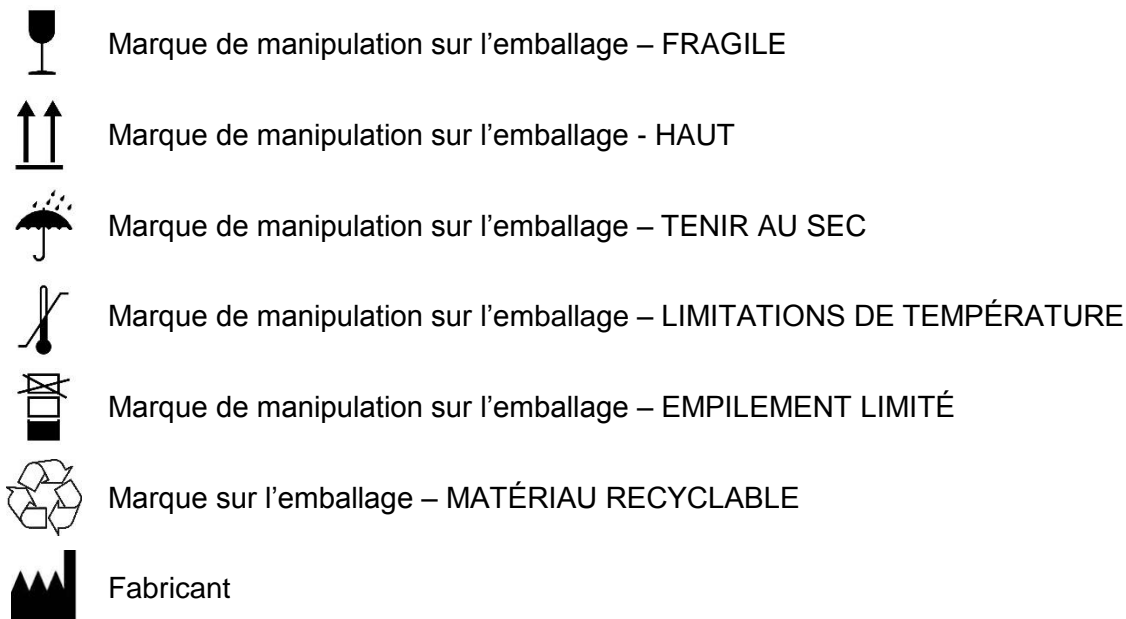 Marque de manipulation sur l’emballage – FRAGILE
Marque de manipulation sur l’emballage - HAUT
Marque de manipulation sur l’emballage – TENIR AU SEC
Marque de manipulation sur l’emballage – LIMITATIONS DE TEMPÉRATURE
Marque de manipulation sur l’emballage – EMPILEMENT LIMITÉ
Marque sur l’emballage – MATÉRIAU RECYCLABLE
Fabricant